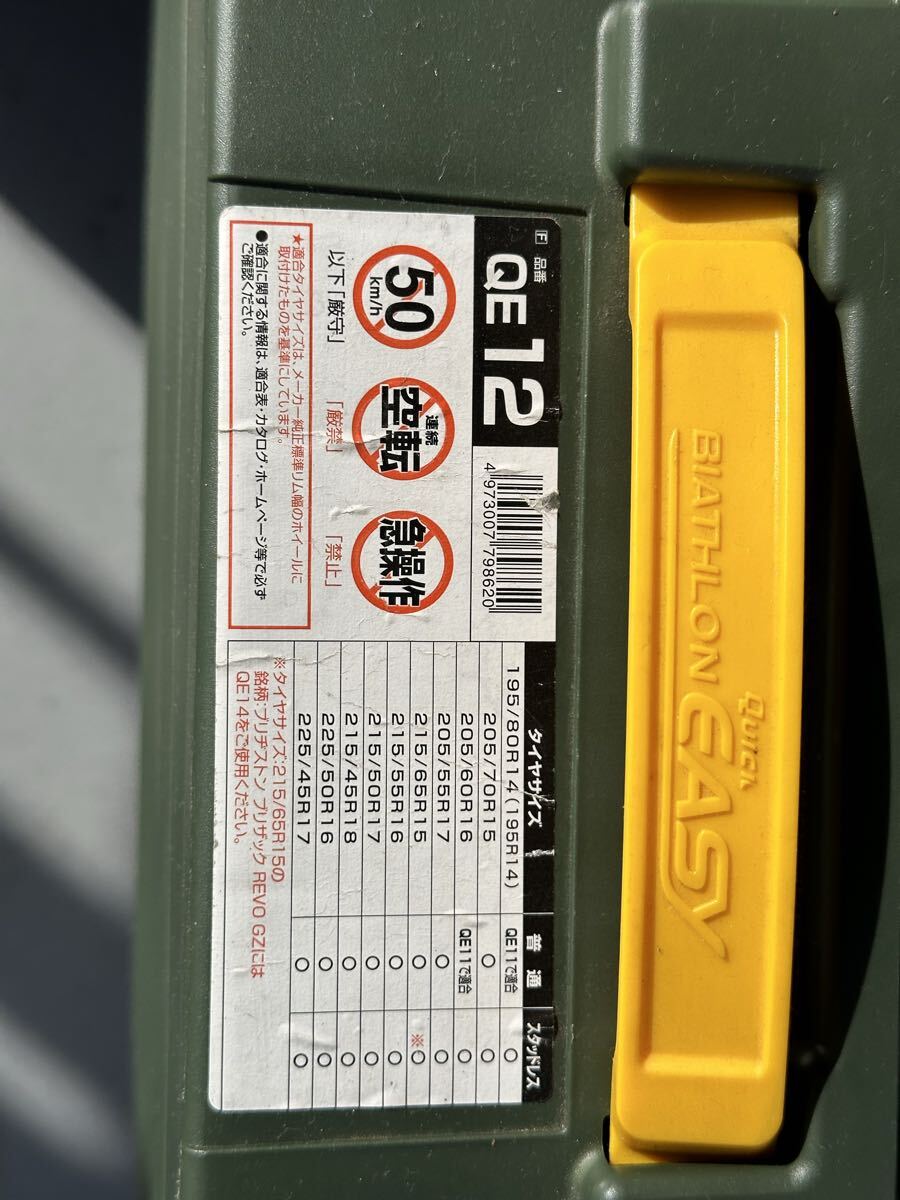 F 品番
QE 12
4 973007 798620
50
km/h
連続
空転
急操作
以下「厳守」
「厳禁」
「禁止」
★適合タイヤサイズは、メーカー純正標準リム幅のホイールに
取付けたものを基準にしています。
●適合に関する情報は、適合表・カタログ・ホームページ等で必ず
ご確認ください。
タイヤサイズ 普通 スタッドレス
195/80R14(195R14) QE11で適合 ○
205/70R15 ○ ○
205/60R16 QE11で適合 ○
205/55R17 ○ ○
215/65R15 ○ ※○
215/55R16 ○ ○
215/50R17 ○ ○
215/45R18 ○ ○
225/50R16 ○ ○
225/45R17 ○ ○
※タイヤサイズ:215/65R15の
銘柄:ブリヂストン ブリザック REVO GZには
QE14をご使用ください。
Quick
BIATHLON EASY